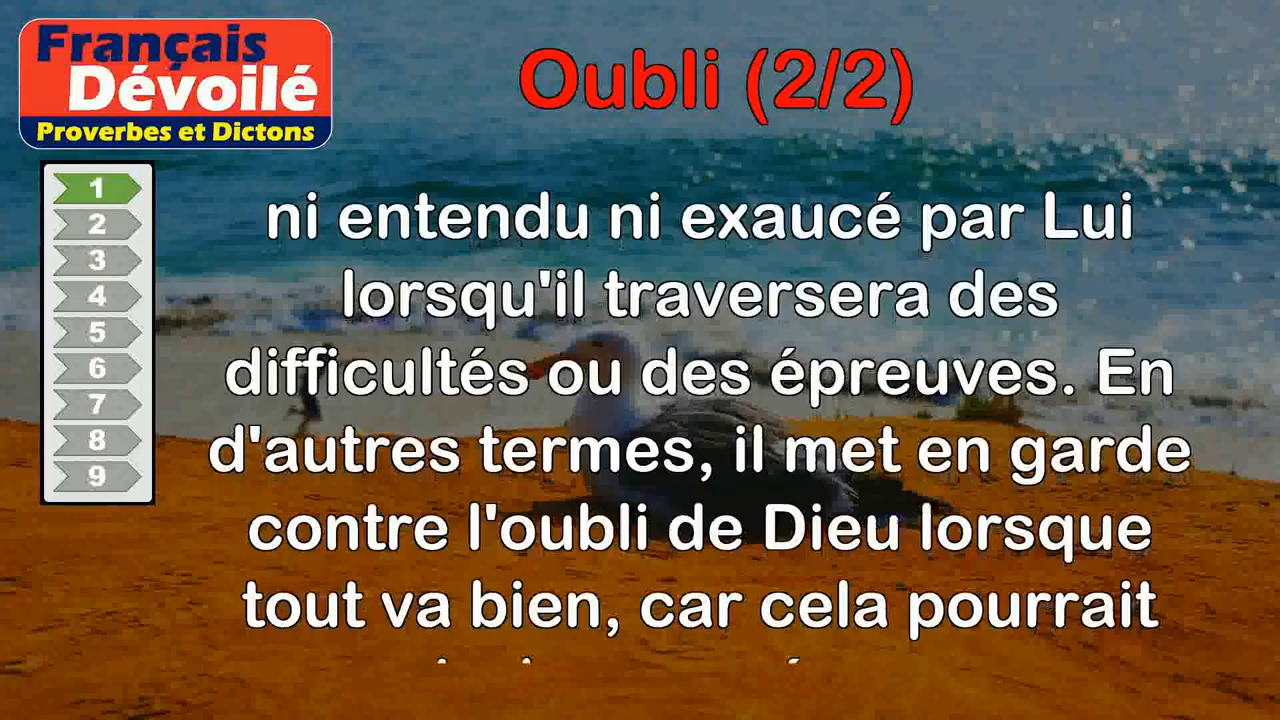 Français
Dévoilé
Proverbes et Dictons
Oubli (2/2)
1
2
3
4
5
6
7
8
9
ni entendu ni exaucé par Lui
lorsqu'il traversera des
difficultés ou des épreuves. En
d'autres termes, il met en garde
contre l'oubli de Dieu lorsque
tout va bien, car cela pourrait